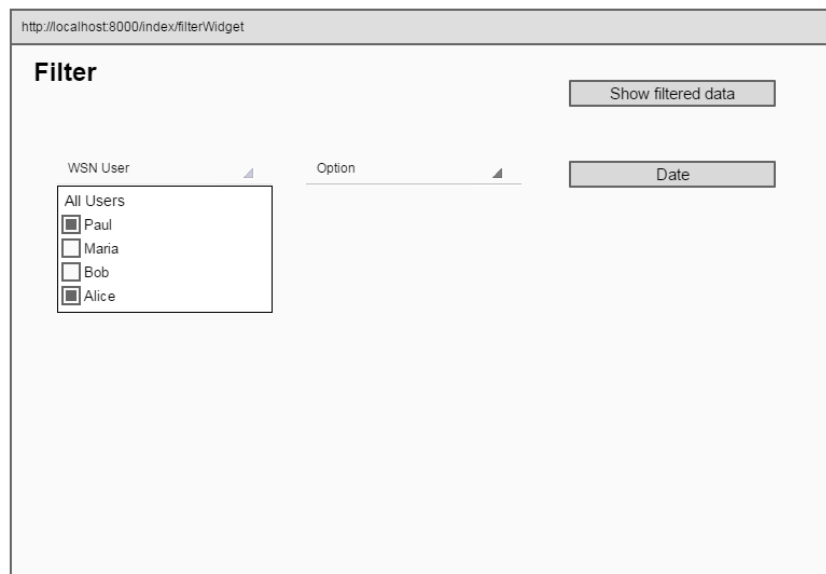 http://localhost:8000/index/filterWidget
Filter
Show filtered data
WSN User
Option
Date
All Users
Paul
Maria
Bob
Alice